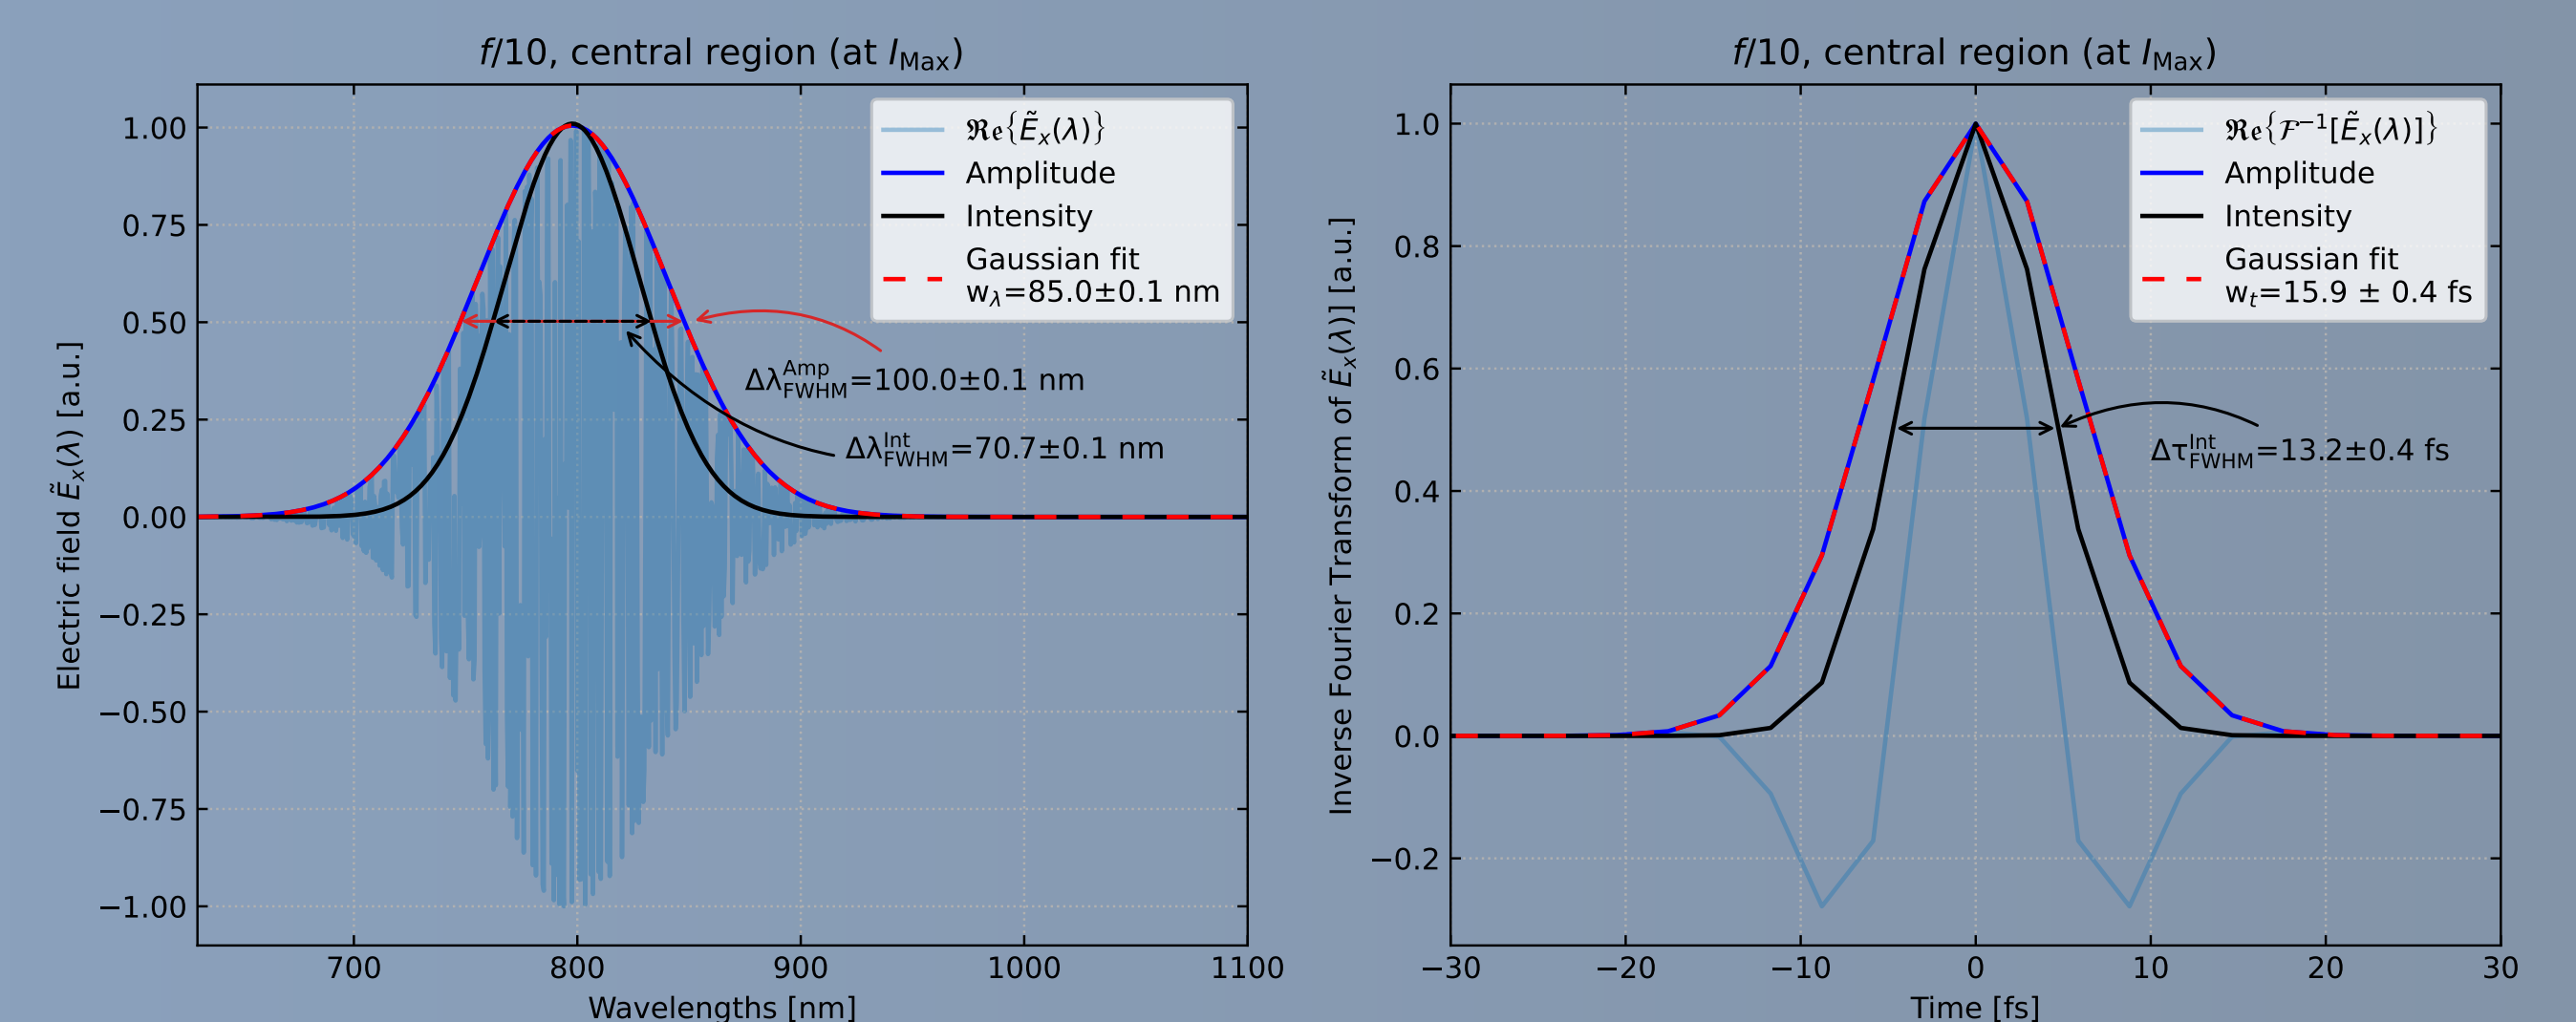 f/10, central region (at I_Max)
1.00
0.75
0.50
0.25
0.00
−0.25
−0.50
−0.75
−1.00
Electric field Ẽ_x(λ) [a.u.]
700 800 900 1000 1100
Wavelengths [nm]
ℜ𝔢{Ẽ_x(λ)}
Amplitude
Intensity
Gaussian fit
w_λ=85.0±0.1 nm
Δλ^Amp_FWHM=100.0±0.1 nm
Δλ^Int_FWHM=70.7±0.1 nm
f/10, central region (at I_Max)
1.0
0.8
0.6
0.4
0.2
0.0
−0.2
Inverse Fourier Transform of Ẽ_x(λ)] [a.u.]
−30 −20 −10 0 10 20 30
Time [fs]
ℜ𝔢{ℱ⁻¹[Ẽ_x(λ)]}
Amplitude
Intensity
Gaussian fit
w_t=15.9 ± 0.4 fs
Δτ^Int_FWHM=13.2±0.4 fs